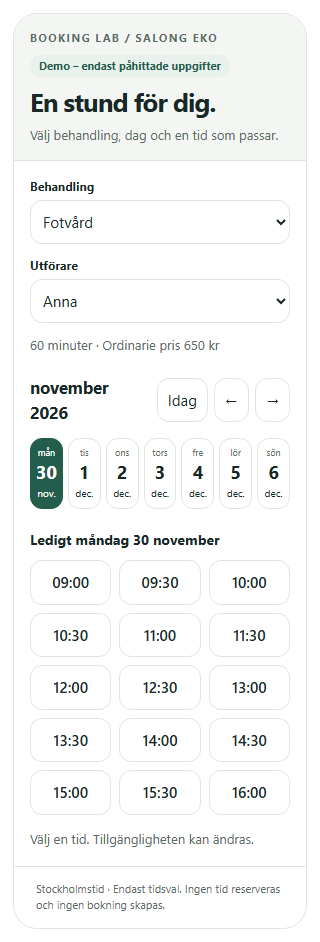 BOOKING LAB / SALONG EKO
Demo – endast påhittade uppgifter
En stund för dig.
Välj behandling, dag och en tid som passar.
Behandling
Fotvård
Utförare
Anna
60 minuter · Ordinarie pris 650 kr
november
2026
Idag ← →
mån tis ons tors fre lör sön
30 1 2 3 4 5 6
nov. dec. dec. dec. dec. dec. dec.
Ledigt måndag 30 november
09:00 09:30 10:00
10:30 11:00 11:30
12:00 12:30 13:00
13:30 14:00 14:30
15:00 15:30 16:00
Välj en tid. Tillgängligheten kan ändras.
Stockholmstid · Endast tidsval. Ingen tid reserveras
och ingen bokning skapas.